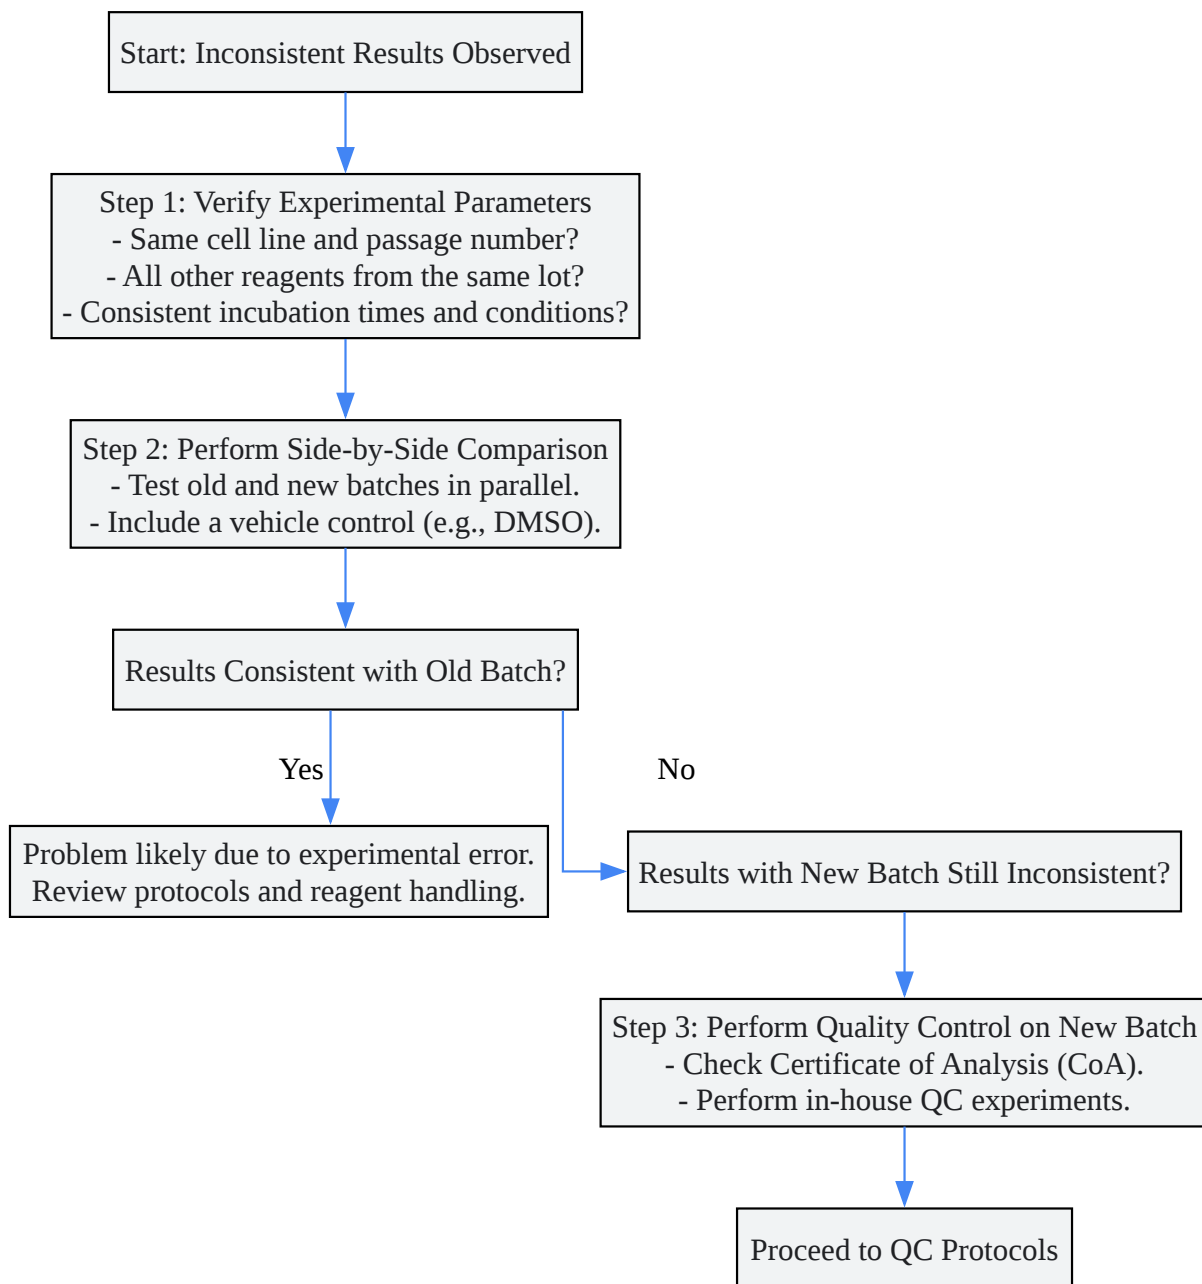 Start: Inconsistent Results Observed
Step 1: Verify Experimental Parameters
- Same cell line and passage number?
- All other reagents from the same lot?
- Consistent incubation times and conditions?
Step 2: Perform Side-by-Side Comparison
- Test old and new batches in parallel.
- Include a vehicle control (e.g., DMSO).
Results Consistent with Old Batch?
Yes
No
Problem likely due to experimental error.
Review protocols and reagent handling.
Results with New Batch Still Inconsistent?
Step 3: Perform Quality Control on New Batch
- Check Certificate of Analysis (CoA).
- Perform in-house QC experiments.
Proceed to QC Protocols